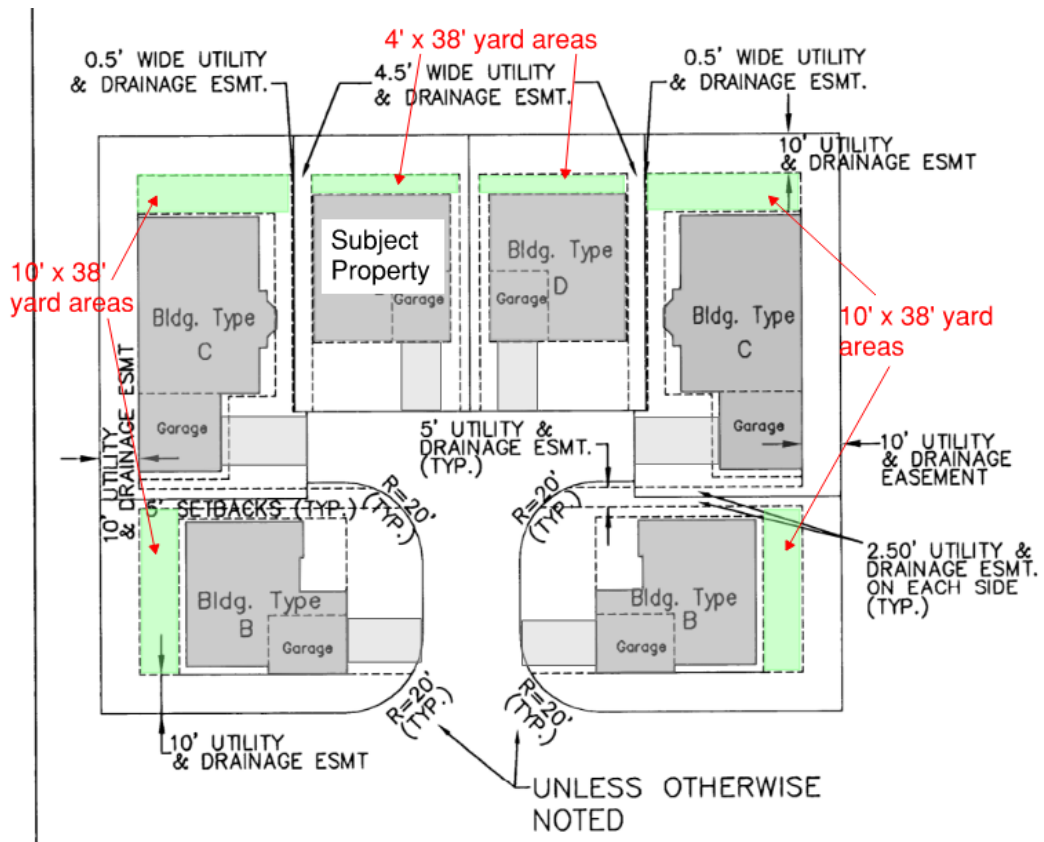 4' x 38' yard areas
0.5' WIDE UTILITY
& DRAINAGE ESMT.
4.5' WIDE UTILITY
& DRAINAGE ESMT.
0.5' WIDE UTILITY
& DRAINAGE ESMT.
10' UTILITY
& DRAINAGE ESMT
10' x 38'
yard areas
Subject
Property
Garage
Bldg. Type
D
Garage
Bldg. Type
C
Garage
Bldg. Type
C
Garage
10' x 38' yard
areas
10' UTILITY
& DRAINAGE ESMT
5' UTILITY &
DRAINAGE ESMT.
(TYP.)
10' UTILITY
& DRAINAGE
EASEMENT
5' SETBACKS (TYP.)
R=20'
(TYP.)
R=20'
(TYP.)
2.50' UTILITY &
DRAINAGE ESMT.
ON EACH SIDE
(TYP.)
Bldg. Type
B
Garage
Bldg. Type
B
Garage
R=20'
(TYP.)
R=20'
(TYP.)
10' UTILITY
& DRAINAGE ESMT
UNLESS OTHERWISE
NOTED